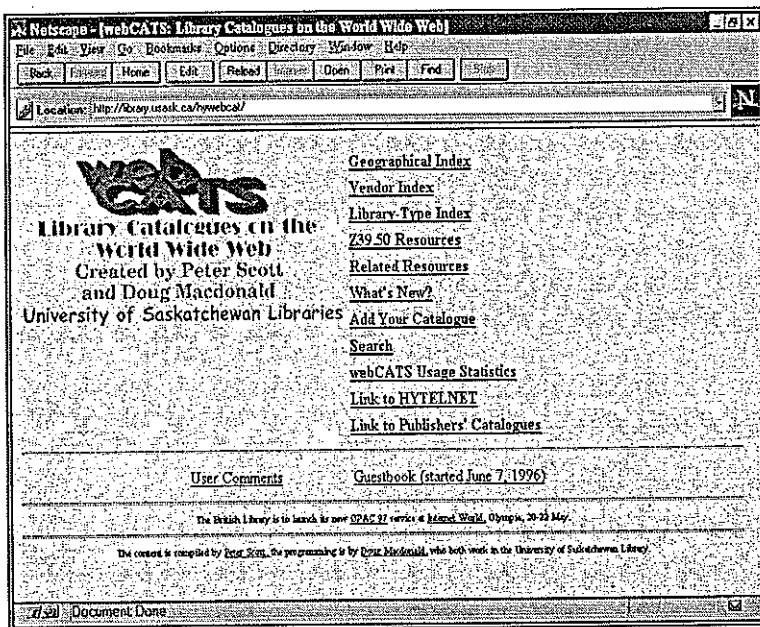 Netscape - [webCATS: Library Catalogues on the World Wide Web]
File Edit View Go Bookmarks Options Directory Window Help
Back Forward Home Edit Reload Images Open Print Find Stop
Location: http://library.usask.ca/hywebcat/
N
web
CATS
Library Catalogues on the
World Wide Web
Created by Peter Scott
and Doug Macdonald
University of Saskatchewan Libraries
Geographical Index
Vendor Index
Library-Type Index
Z39.50 Resources
Related Resources
What's New?
Add Your Catalogue
Search
webCATS Usage Statistics
Link to HYTELNET
Link to Publishers' Catalogues
User Comments Guestbook (started June 7, 1996)
The British Library is to launch its new OPAC 97 service at Internet World, Olympia, 20-22 May.
The content is compiled by Peter Scott, the programming is by Doug Macdonald, who both work in the University of Saskatchewan Library.
Document: Done